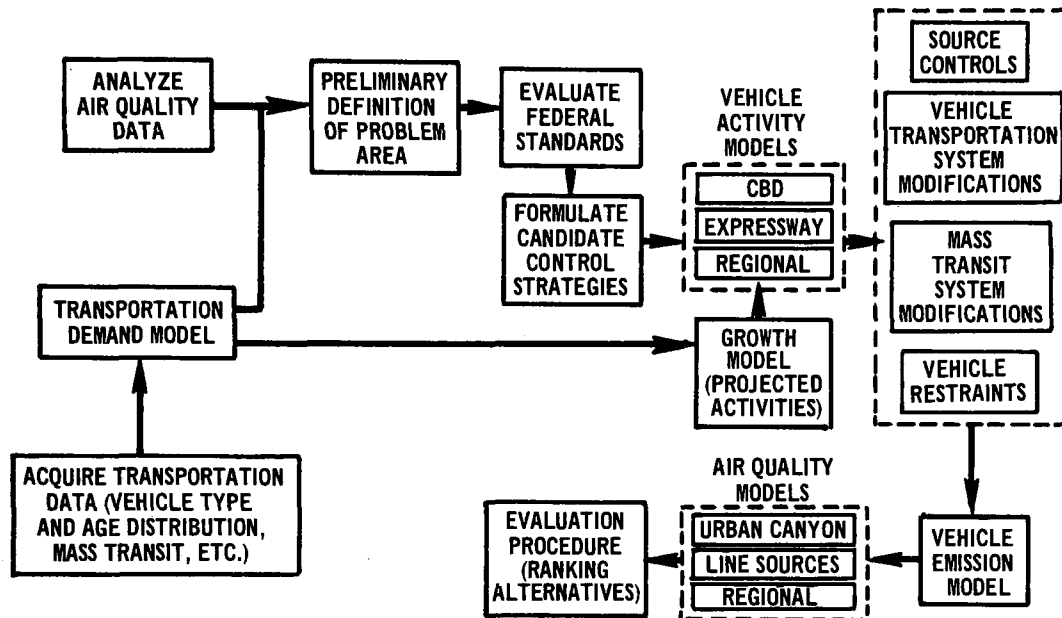 ANALYZE
AIR QUALITY
DATA
PRELIMINARY
DEFINITION
OF PROBLEM
AREA
EVALUATE
FEDERAL
STANDARDS
FORMULATE
CANDIDATE
CONTROL
STRATEGIES
VEHICLE
ACTIVITY
MODELS
CBD
EXPRESSWAY
REGIONAL
SOURCE
CONTROLS
VEHICLE
TRANSPORTATION
SYSTEM
MODIFICATIONS
MASS
TRANSIT
SYSTEM
MODIFICATIONS
VEHICLE
RESTRAINTS
TRANSPORTATION
DEMAND MODEL
GROWTH
MODEL
(PROJECTED
ACTIVITIES)
ACQUIRE TRANSPORTATION
DATA (VEHICLE TYPE
AND AGE DISTRIBUTION,
MASS TRANSIT, ETC.)
EVALUATION
PROCEDURE
(RANKING
ALTERNATIVES)
AIR QUALITY
MODELS
URBAN CANYON
LINE SOURCES
REGIONAL
VEHICLE
EMISSION
MODEL